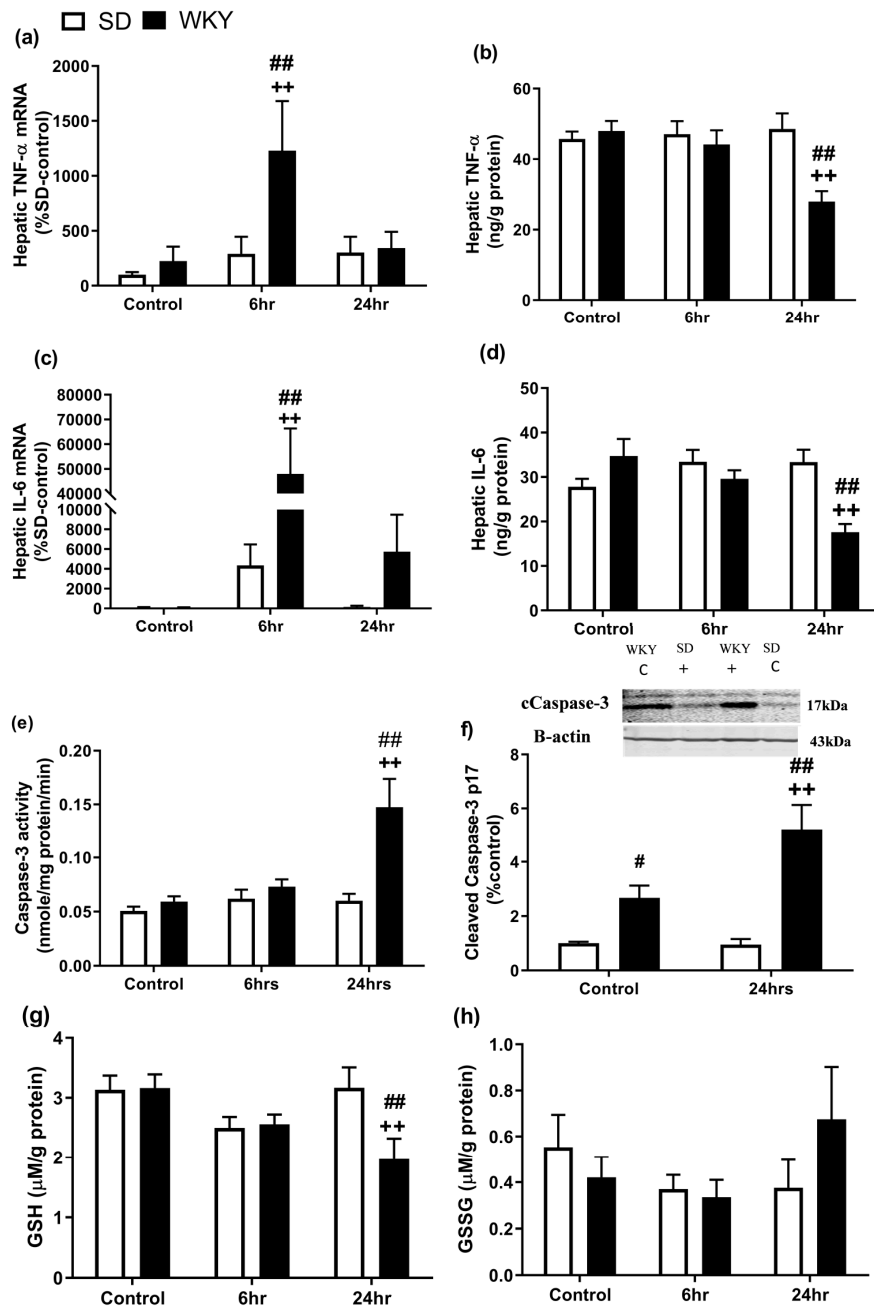 SD WKY
(a)
Hepatic TNF-α mRNA
(%SD-control)
2000
1500
1000
500
0
##
++
Control 6hr 24hr
(b)
Hepatic TNF-α
(ng/g protein)
60
40
20
0
##
++
Control 6hr 24hr
(c)
Hepatic IL-6 mRNA
(%SD-control)
80000
70000
60000
50000
40000
10000
8000
6000
4000
2000
0
##
++
Control 6hr 24hr
(d)
Hepatic IL-6
(ng/g protein)
50
40
30
20
10
0
##
++
Control 6hr 24hr
(e)
Caspase-3 activity
(nmole/mg protein/min)
0.20
0.15
0.10
0.05
0.00
##
++
Control 6hrs 24hrs
WKY SD WKY SD
C + + C
cCaspase-3 17kDa
B-actin 43kDa
f)
Cleaved Caspase-3 p17
(%control)
8
6
4
2
0
#
##
++
Control 24hrs
(g)
GSH (μM/g protein)
4
3
2
1
##
++
Control 6hr 24hr
(h)
GSSG (μM/g protein)
1.0
0.8
0.6
0.4
0.2
0.0
Control 6hr 24hr